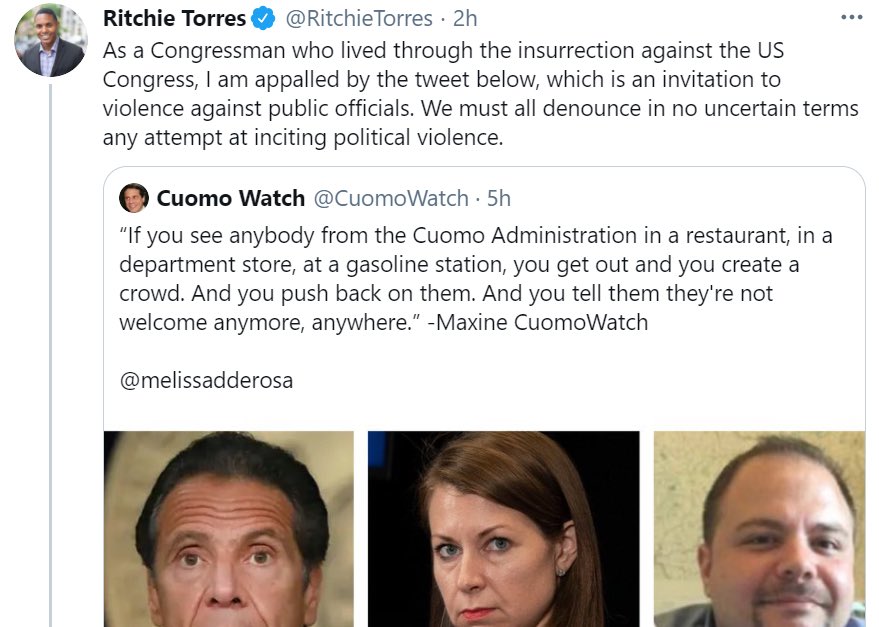 Ritchie Torres @RitchieTorres · 2h ···
As a Congressman who lived through the insurrection against the US
Congress, I am appalled by the tweet below, which is an invitation to
violence against public officials. We must all denounce in no uncertain terms
any attempt at inciting political violence.
Cuomo Watch @CuomoWatch · 5h
“If you see anybody from the Cuomo Administration in a restaurant, in a
department store, at a gasoline station, you get out and you create a
crowd. And you push back on them. And you tell them they're not
welcome anymore, anywhere.” -Maxine CuomoWatch
@melissadderosa